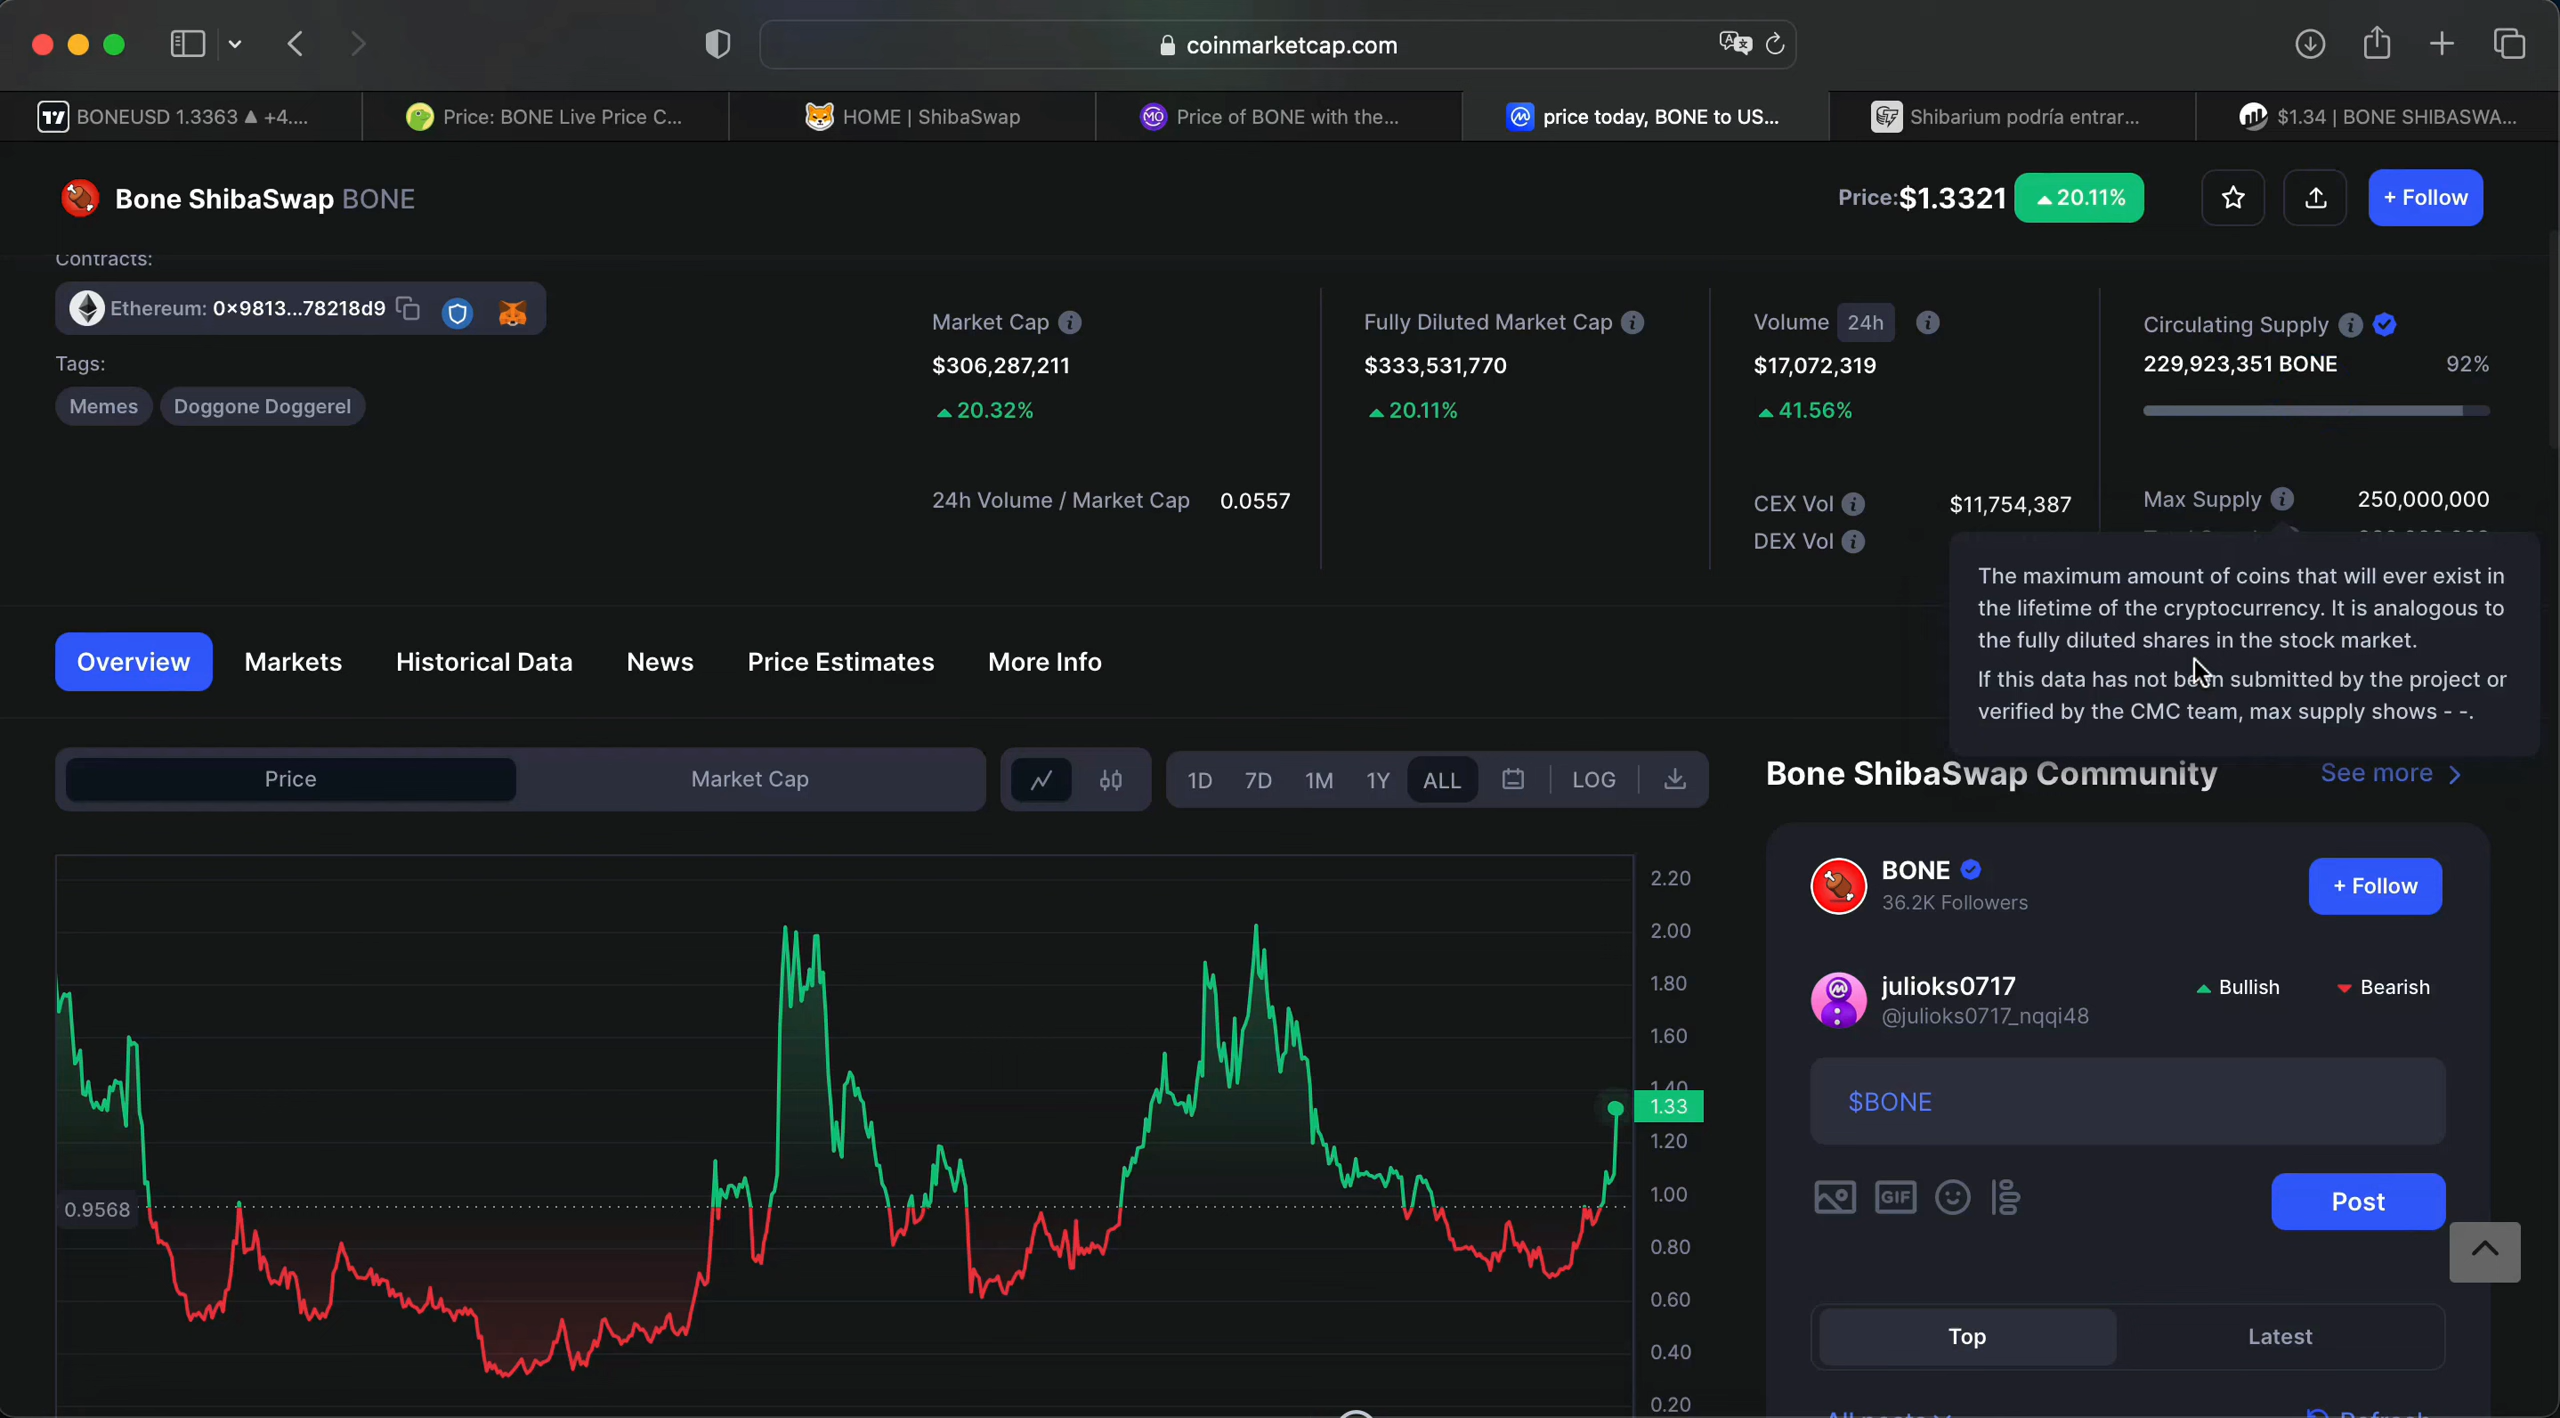 coinmarketcap.com
BONEUSD 1.3363 ▲ +4....
Price: BONE Live Price C...
HOME | ShibaSwap
Price of BONE with the...
price today, BONE to US...
Shibarium podría entrar...
$1.34 | BONE SHIBASWA...
Bone ShibaSwap BONE
Price:$1.3321
20.11%
+ Follow
Contracts:
Ethereum: 0x9813...78218d9
Tags:
Memes
Doggone Doggerel
Market Cap
$306,287,211
20.32%
24h Volume / Market Cap 0.0557
Fully Diluted Market Cap
$333,531,770
20.11%
Volume 24h
$17,072,319
41.56%
CEX Vol $11,754,387
DEX Vol
Circulating Supply
229,923,351 BONE 92%
Max Supply 250,000,000
The maximum amount of coins that will ever exist in
the lifetime of the cryptocurrency. It is analogous to
the fully diluted shares in the stock market.
If this data has not been submitted by the project or
verified by the CMC team, max supply shows - -.
Overview
Markets
Historical Data
News
Price Estimates
More Info
Price
Market Cap
1D
7D
1M
1Y
ALL
LOG
2.20
2.00
1.80
1.60
1.40
1.33
1.20
1.00
0.80
0.60
0.40
0.20
0.9568
Bone ShibaSwap Community
See more
BONE
36.2K Followers
+ Follow
julioks0717
@julioks0717_nqqi48
Bullish
Bearish
$BONE
GIF
Post
Top
Latest